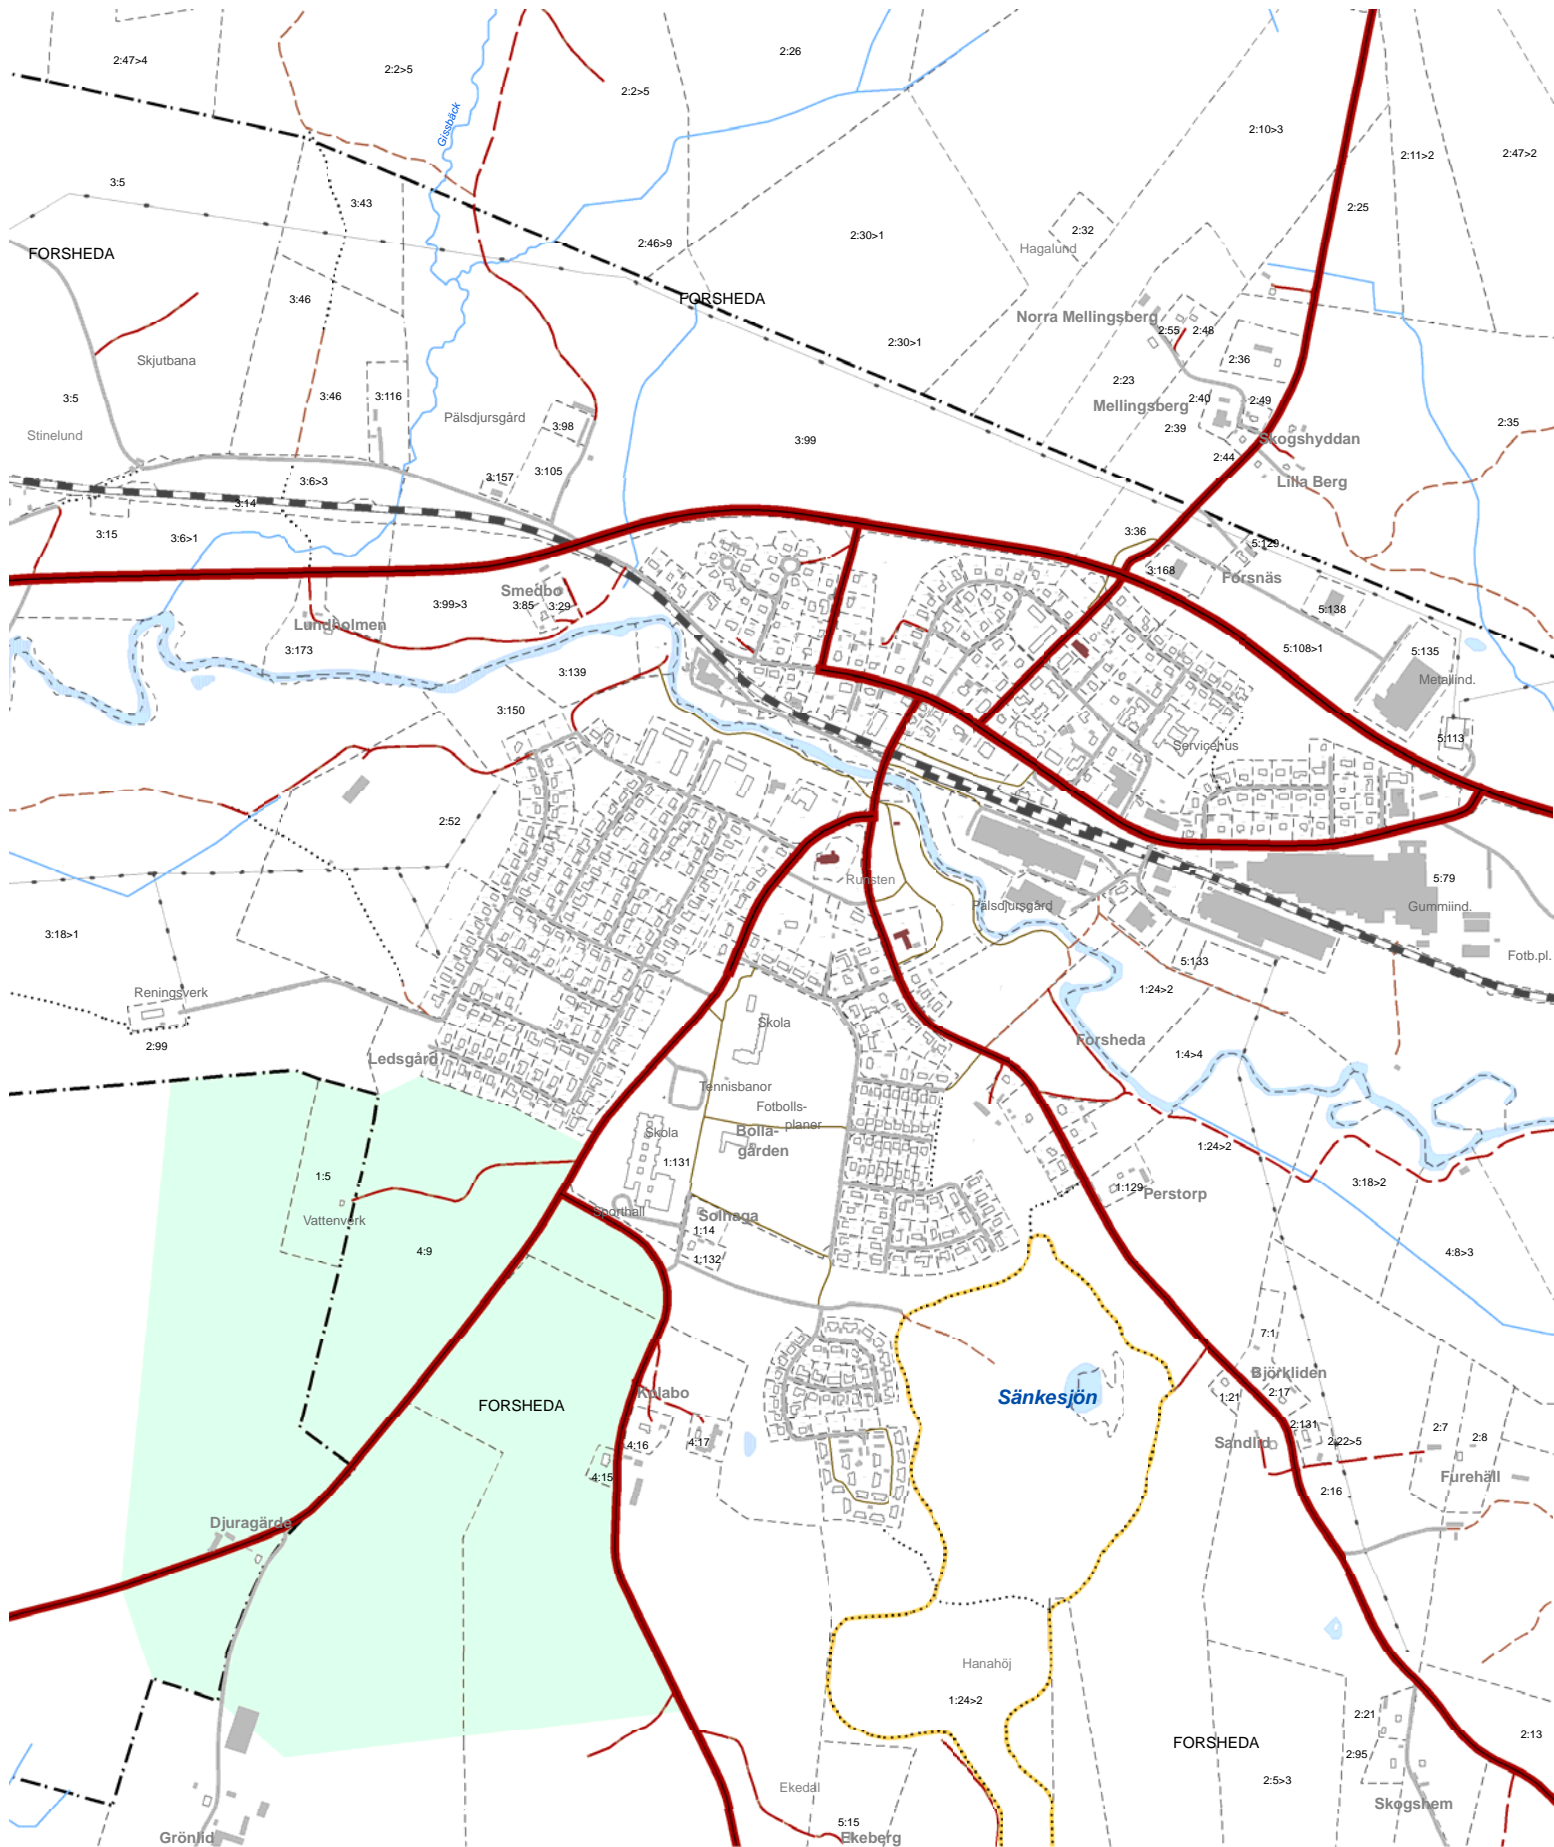 2:26
2:47>4
2:2>5
2:2>5
Gissbäck
2:10>3
2:11>2
2:47>2
3:5
3:43
2:25
2:32
2:30>1
2:46>9
Hagalund
FORSHEDA
3:46
FORSHEDA
Norra Mellingsberg
2:55
2:48
2:30>1
Skjutbana
2:36
2:23
3:5
3:46
3:116
2:40
2:49
Mellingsberg
Pälsdjursgård
3:98
2:35
2:39
Stinelund
3:99
Skogshyddan
2:44
3:105
3:157
3:6>3
Lilla Berg
3:14
3:15
3:6>1
3:36
5:129
3:168
Forsnäs
Smedbo
3:99>3
3:85
3:29
5:138
Lundholmen
3:173
5:108>1
5:135
3:139
Metallind.
3:150
5:113
Servicehus
2:52
Runsten
5:79
Pälsdjursgård
Gummiind.
3:18>1
Fotb.pl.
5:133
Reningsverk
1:24>2
Skola
2:99
Forsheda
1:4>4
Ledsgård
Tennisbanor
Fotbolls-
planer
Skola
Bolla-
gården
1:24>2
1:131
1:5
3:18>2
1:129
Perstorp
Sporthall
Solhaga
Vattenverk
1:14
4:9
1:132
4:8>3
7:1
Björkliden
Kulabo
Sänkesjön
1:21
2:17
FORSHEDA
2:131
2:7
2:8
4:16
4:17
Sandlid
2:22>5
4:15
Furehäll
2:16
Djuragärde
Hanahöj
1:24>2
2:21
2:13
FORSHEDA
2:95
2:5>3
Ekedal
Skogshem
5:15
Grönlid
Ekeberg